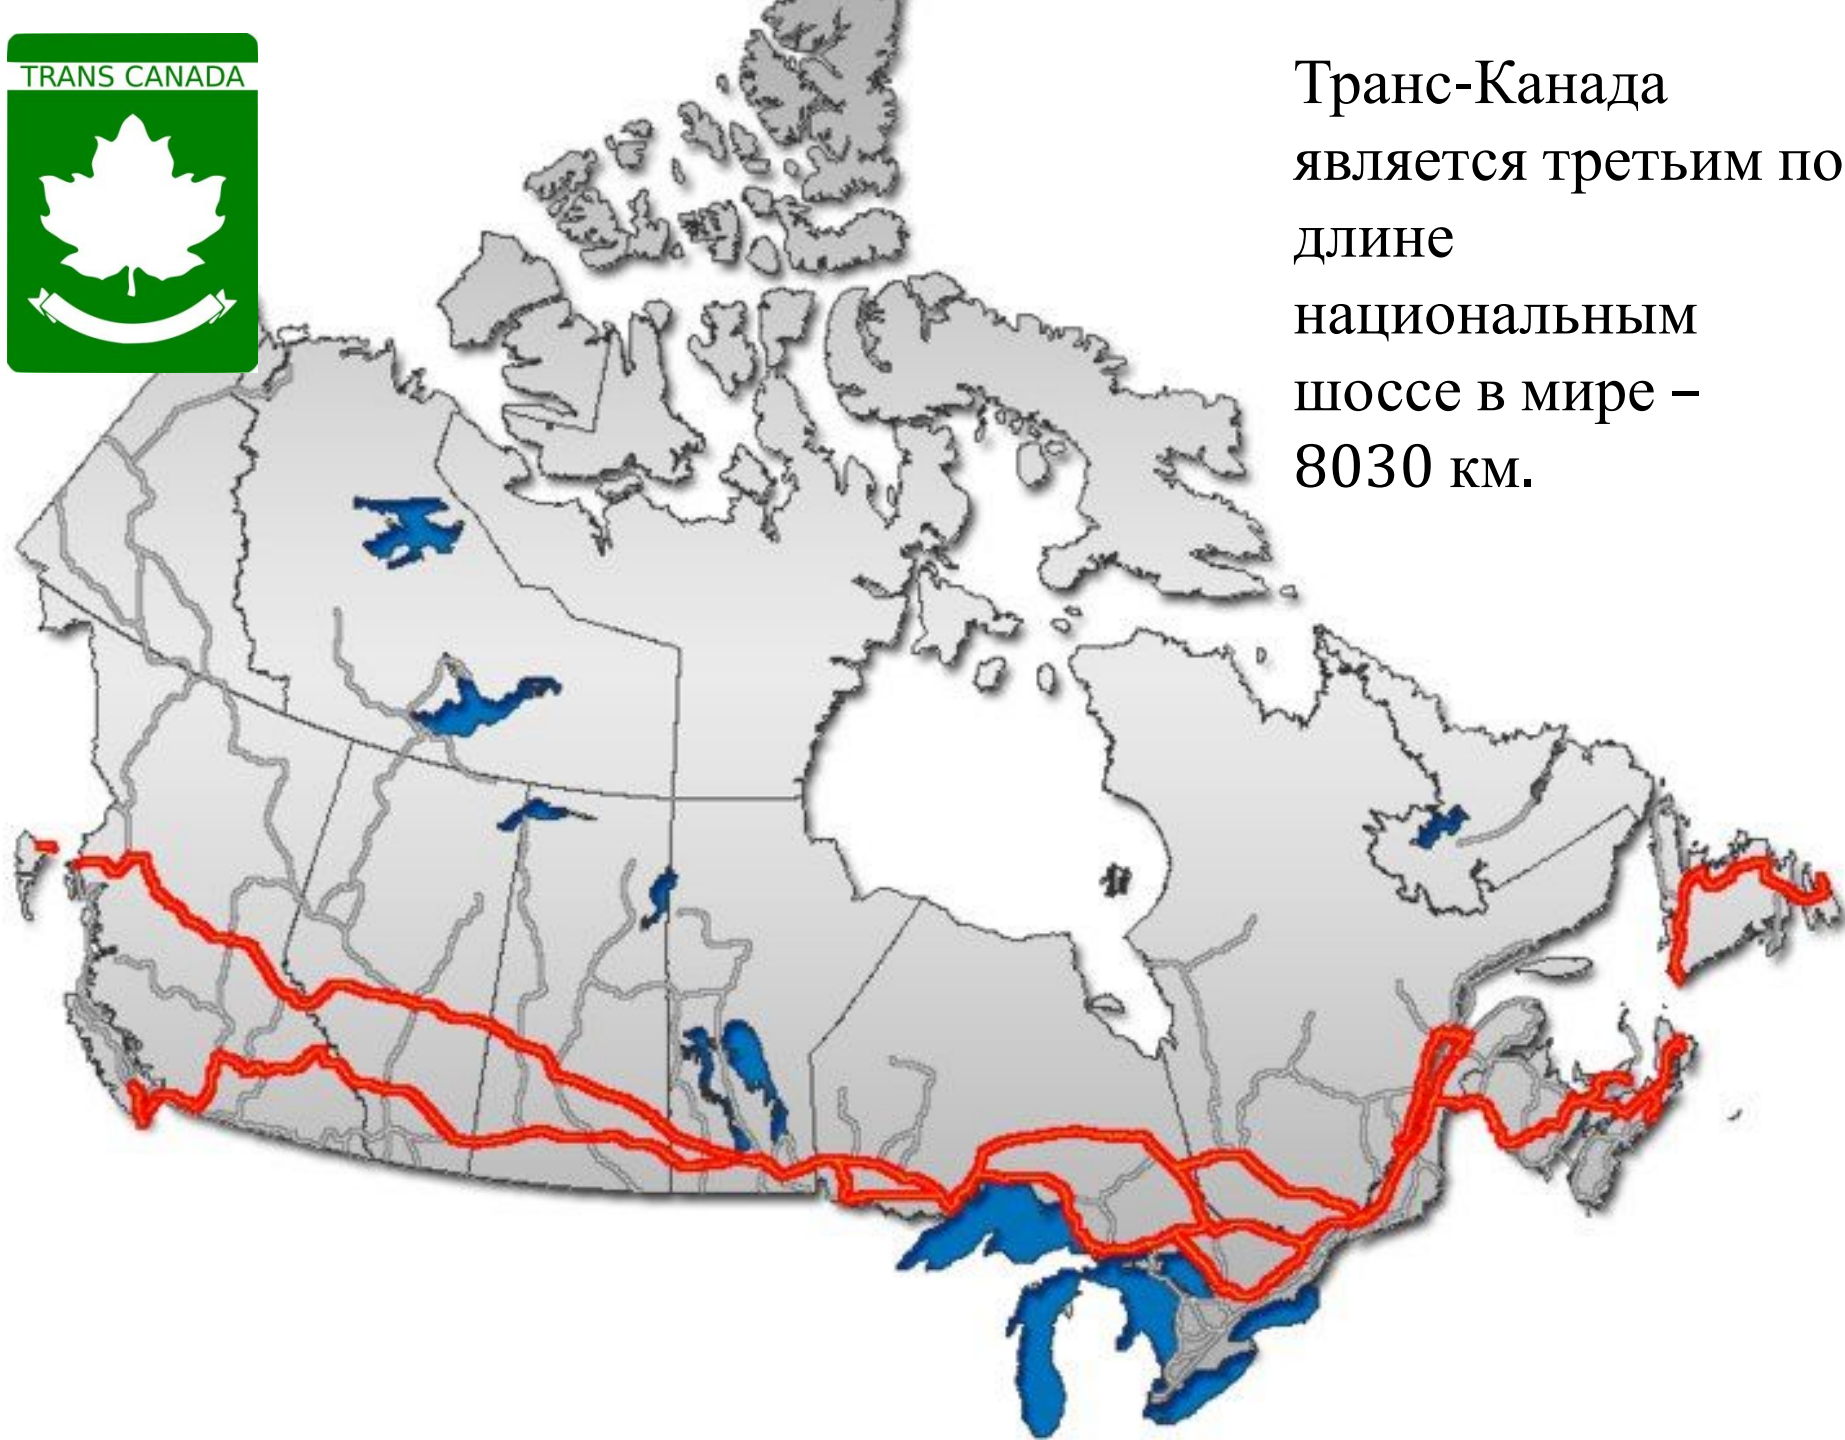 TRANS CANADA
Транс-Канада
является третьим по
длине
национальным
шоссе в мире –
8030 км.